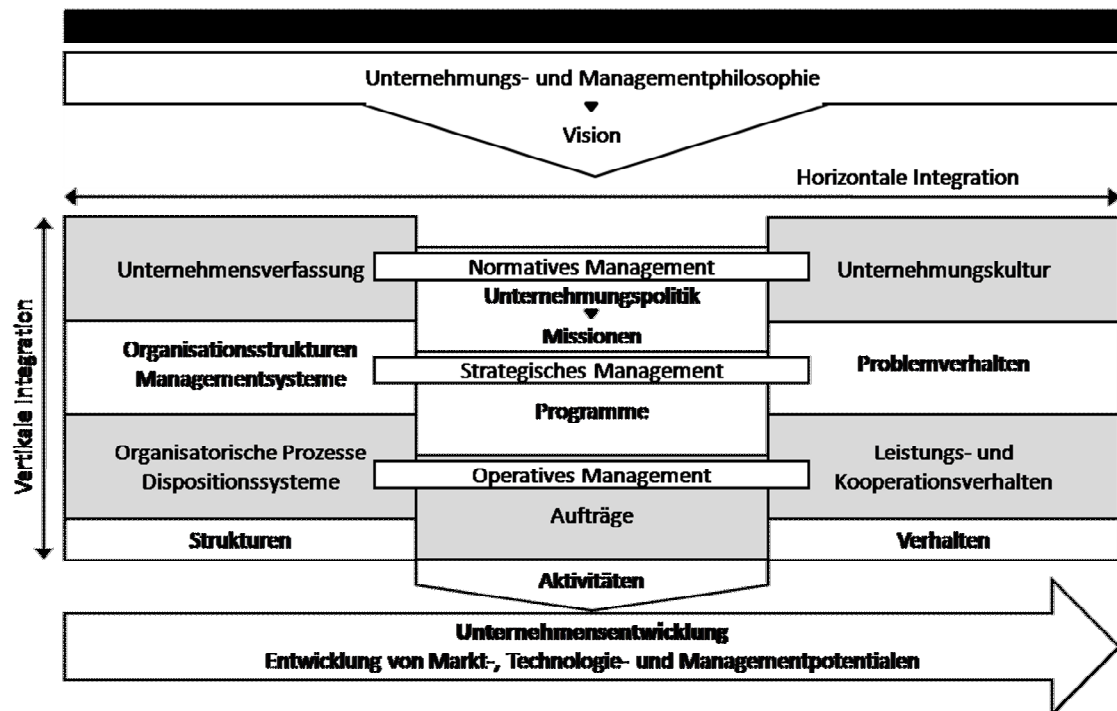 Unternehmungs- und Managementphilosophie
Vision
Horizontale Integration
Vertikale Integration
Unternehmensverfassung
Normatives Management
Unternehmungskultur
Unternehmungspolitik
Missionen
Organisationsstrukturen
Managementsysteme
Strategisches Management
Problemverhalten
Programme
Organisatorische Prozesse
Dispositionssysteme
Operatives Management
Leistungs- und
Kooperationsverhalten
Aufträge
Strukturen
Verhalten
Aktivitäten
Unternehmensentwicklung
Entwicklung von Markt-, Technologie- und Managementpotentialen